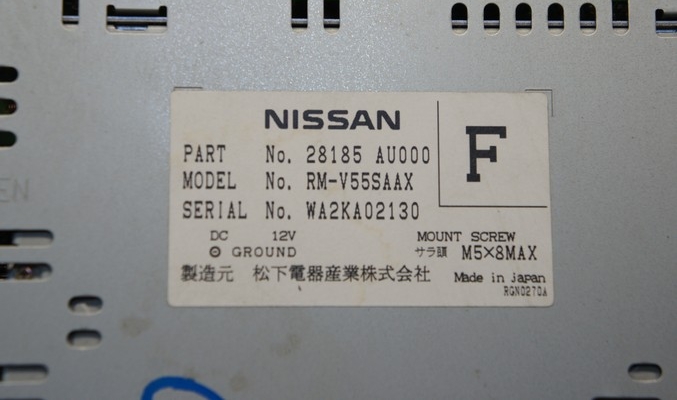 NISSAN
F
PART No. 28185 AU000
MODEL No. RM-V55SAAX
SERIAL No. WA2KA02130
DC 12V
⊖ GROUND
MOUNT SCREW
サラ頭 M5×8MAX
製造元 松下電器産業株式会社
Made in Japan
RGN0270A
EN